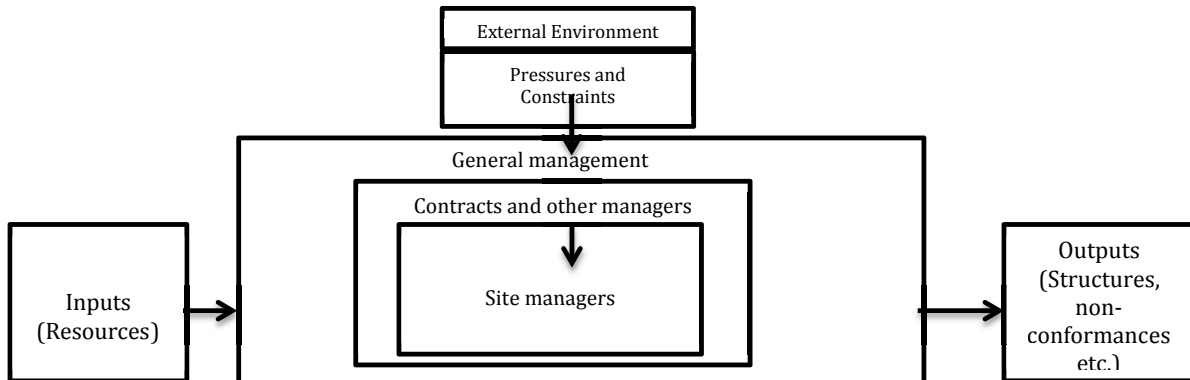 External Environment
Pressures and
Constraints
General management
Contracts and other managers
Site managers
Inputs
(Resources)
Outputs
(Structures,
non-
conformances
etc.)